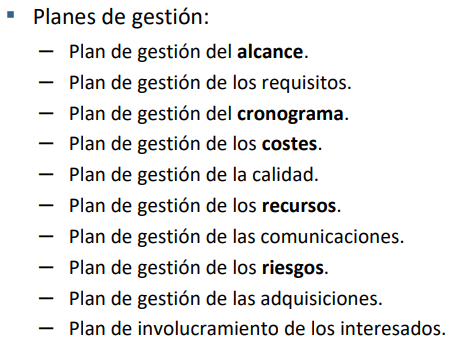 ▪ Planes de gestión:
– Plan de gestión del alcance.
– Plan de gestión de los requisitos.
– Plan de gestión del cronograma.
– Plan de gestión de los costes.
– Plan de gestión de la calidad.
– Plan de gestión de los recursos.
– Plan de gestión de las comunicaciones.
– Plan de gestión de los riesgos.
– Plan de gestión de las adquisiciones.
– Plan de involucramiento de los interesados.